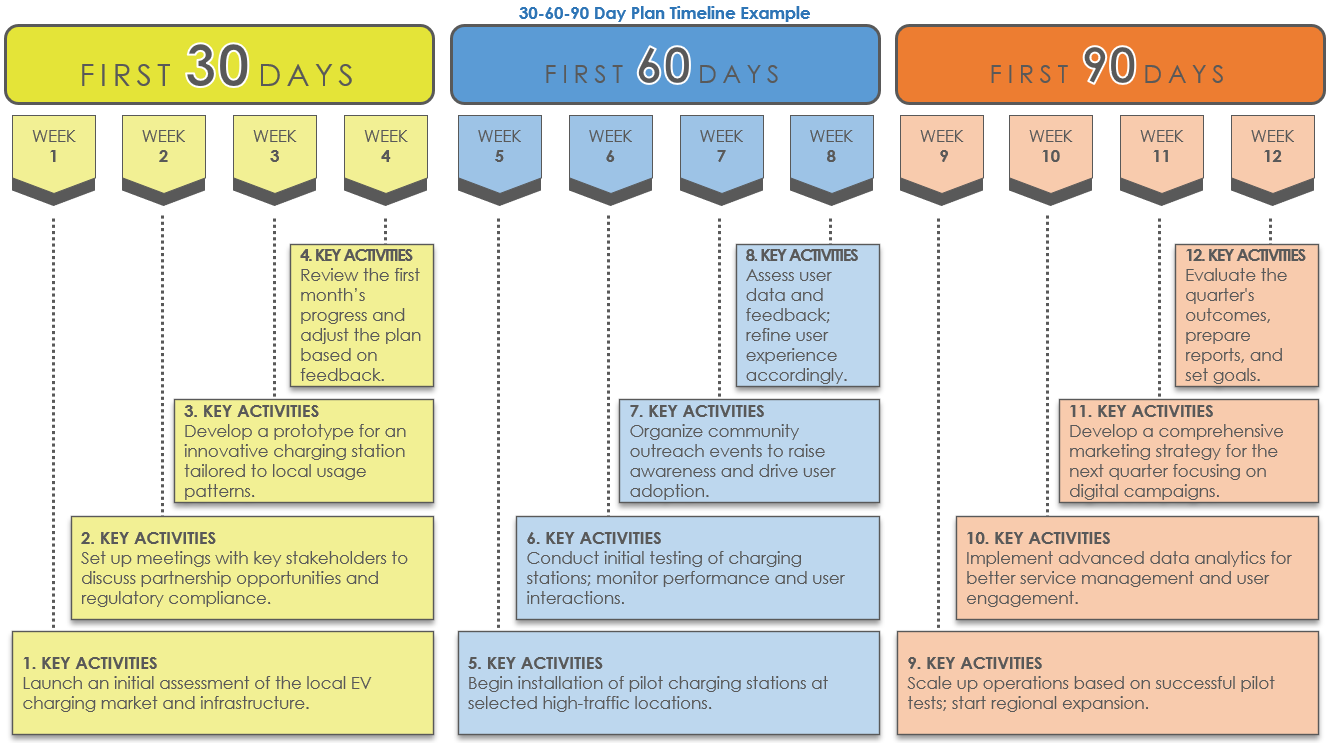 30-60-90 Day Plan Timeline Example
FIRST 30 DAYS
FIRST 60 DAYS
FIRST 90 DAYS
WEEK
1
WEEK
2
WEEK
3
WEEK
4
WEEK
5
WEEK
6
WEEK
7
WEEK
8
WEEK
9
WEEK
10
WEEK
11
WEEK
12
4. KEY ACTIVITIES
Review the first
month’s
progress and
adjust the plan
based on
feedback.
3. KEY ACTIVITIES
Develop a prototype for an
innovative charging station
tailored to local usage
patterns.
2. KEY ACTIVITIES
Set up meetings with key stakeholders to
discuss partnership opportunities and
regulatory compliance.
1. KEY ACTIVITIES
Launch an initial assessment of the local EV
charging market and infrastructure.
8. KEY ACTIVITIES
Assess user
data and
feedback;
refine user
experience
accordingly.
7. KEY ACTIVITIES
Organize community
outreach events to raise
awareness and drive user
adoption.
6. KEY ACTIVITIES
Conduct initial testing of charging
stations; monitor performance and user
interactions.
5. KEY ACTIVITIES
Begin installation of pilot charging stations at
selected high-traffic locations.
12. KEY ACTIVITIES
Evaluate the
quarter's
outcomes,
prepare
reports, and
set goals.
11. KEY ACTIVITIES
Develop a comprehensive
marketing strategy for the
next quarter focusing on
digital campaigns.
10. KEY ACTIVITIES
Implement advanced data analytics for
better service management and user
engagement.
9. KEY ACTIVITIES
Scale up operations based on successful pilot
tests; start regional expansion.